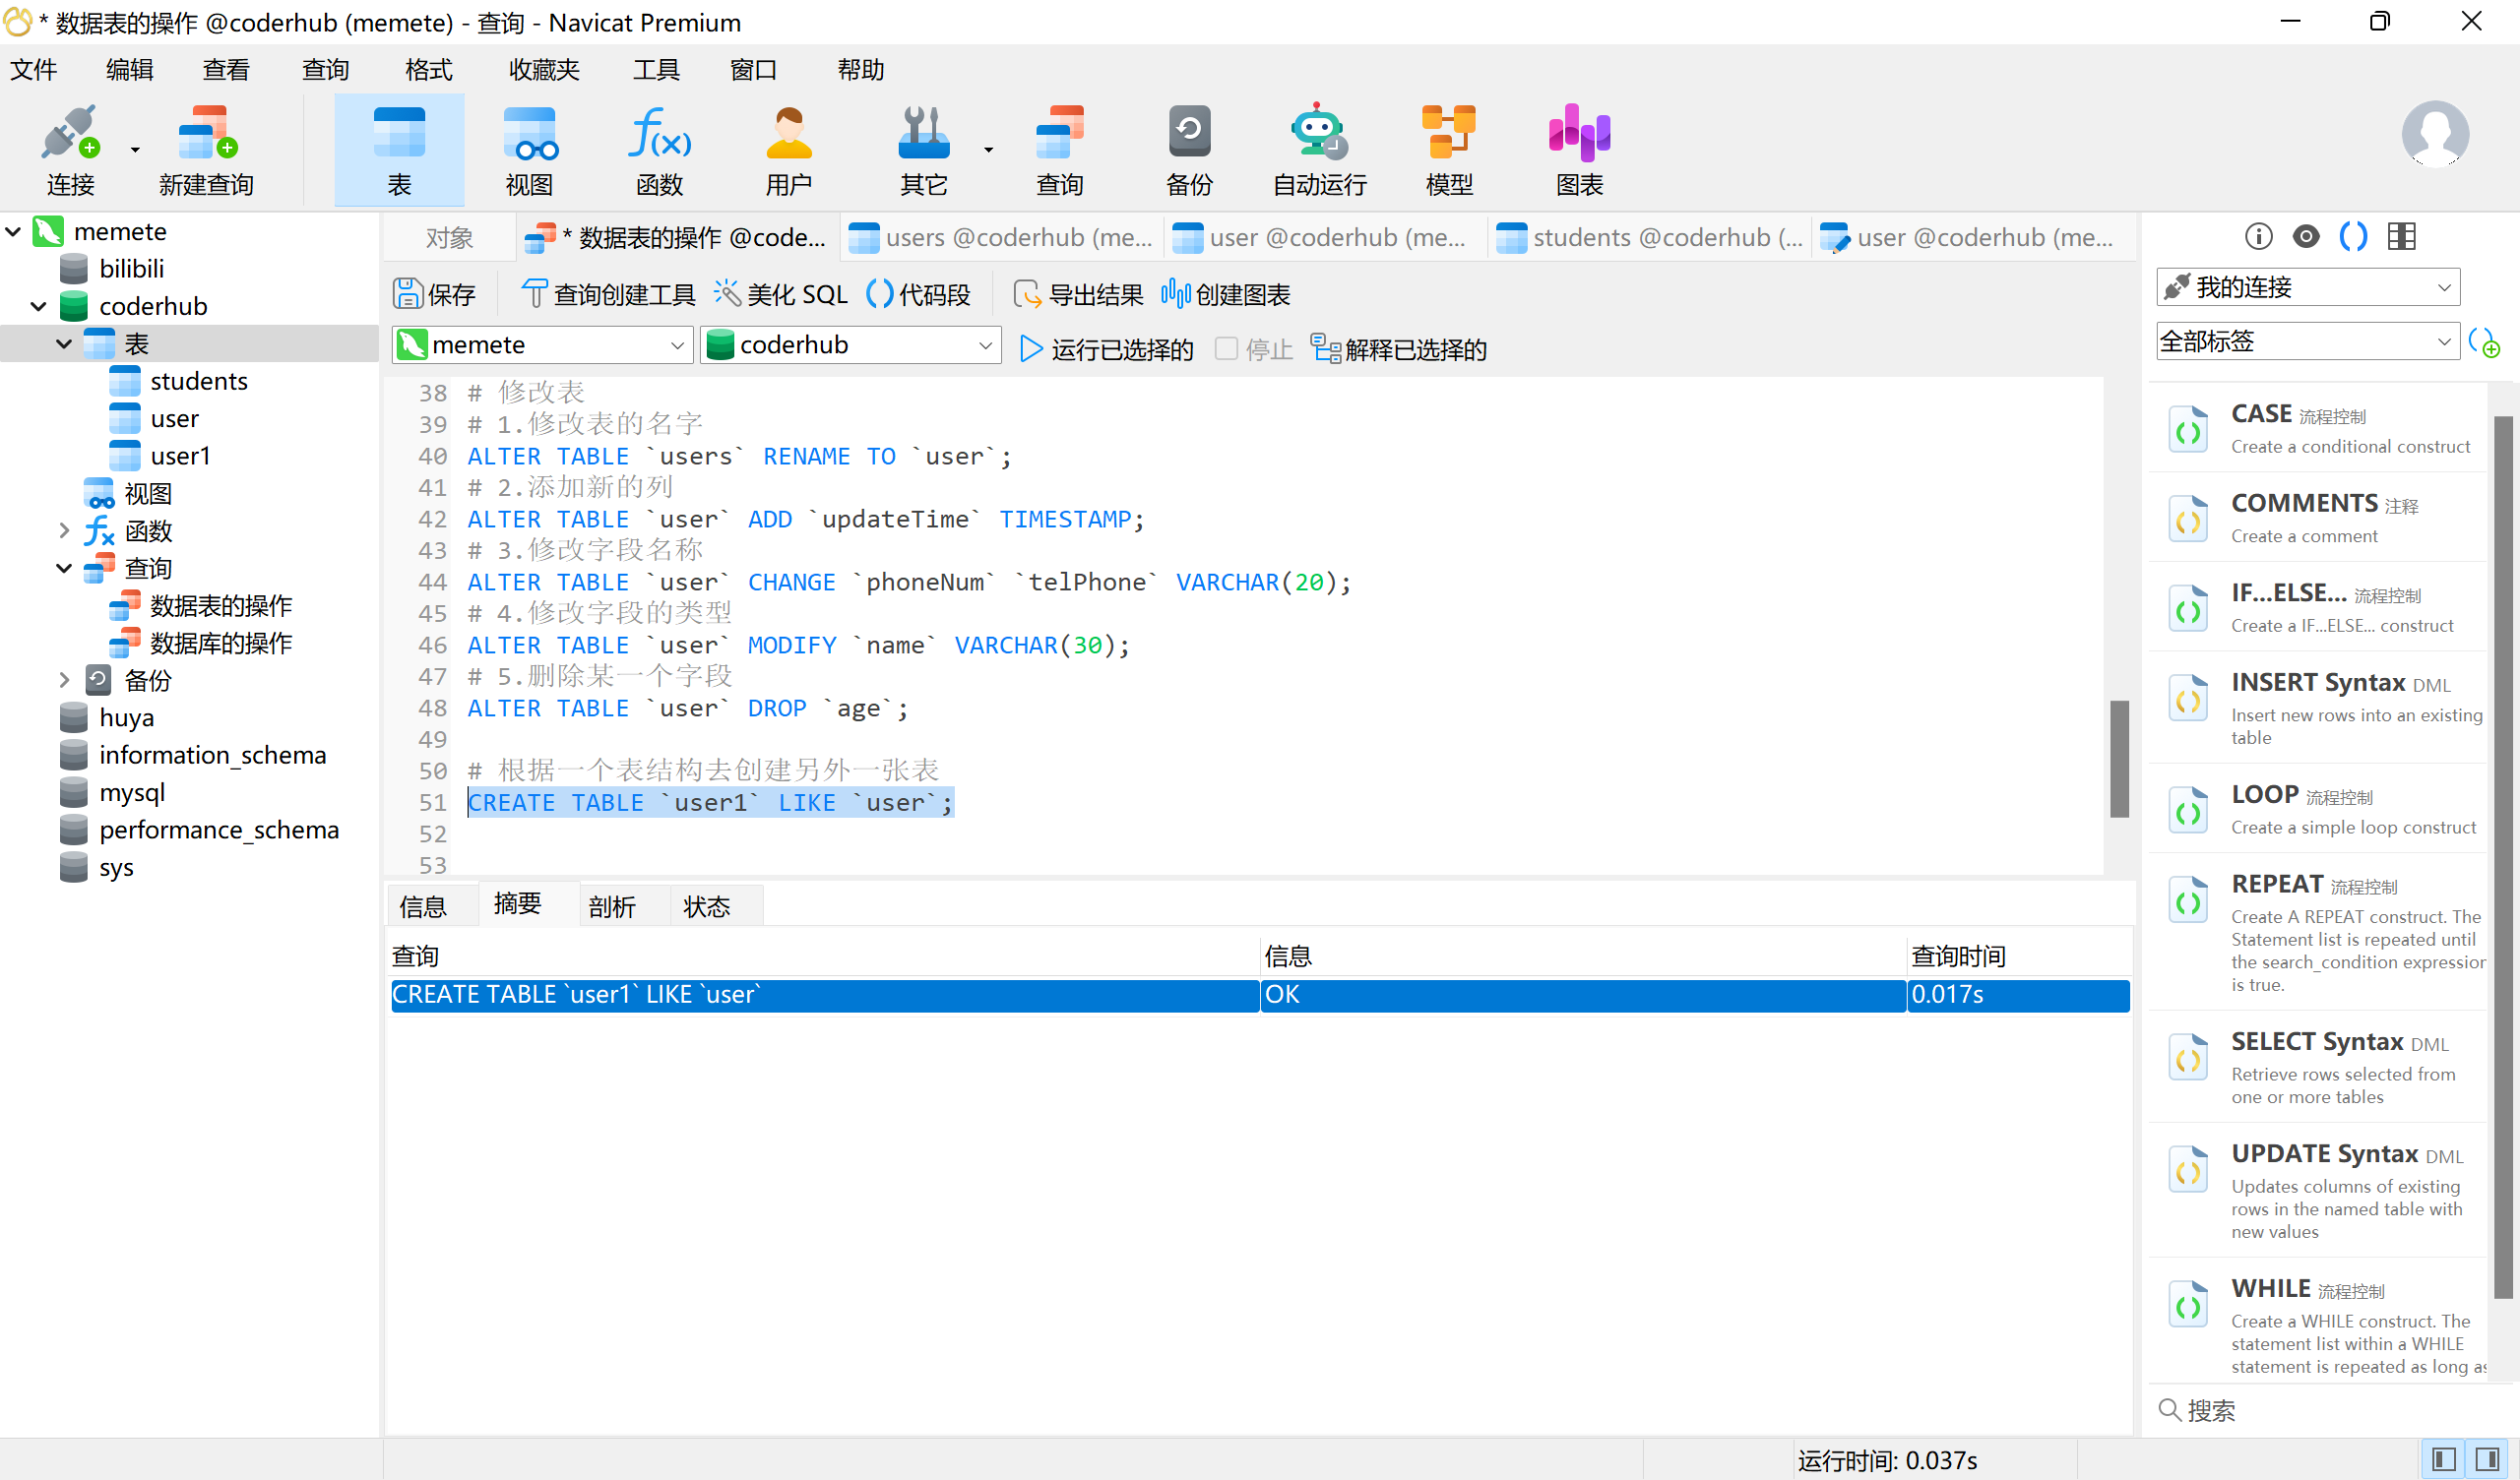 * 数据表的操作 @coderhub (memete) - 查询 - Navicat Premium
文件 编辑 查看 查询 格式 收藏夹 工具 窗口 帮助
连接 新建查询 表 视图 函数 用户 其它 查询 备份 自动运行 模型 图表
memete
bilibili
coderhub
表
students
user
user1
视图
函数
查询
数据表的操作
数据库的操作
备份
huya
information_schema
mysql
performance_schema
sys
对象 * 数据表的操作 @code... users @coderhub (me... user @coderhub (me... students @coderhub (... user @coderhub (me...
保存 查询创建工具 美化 SQL 代码段 导出结果 创建图表
memete coderhub 运行已选择的 停止 解释已选择的
38 # 修改表
39 # 1.修改表的名字
40 ALTER TABLE `users` RENAME TO `user`;
41 # 2.添加新的列
42 ALTER TABLE `user` ADD `updateTime` TIMESTAMP;
43 # 3.修改字段名称
44 ALTER TABLE `user` CHANGE `phoneNum` `telPhone` VARCHAR(20);
45 # 4.修改字段的类型
46 ALTER TABLE `user` MODIFY `name` VARCHAR(30);
47 # 5.删除某一个字段
48 ALTER TABLE `user` DROP `age`;
49
50 # 根据一个表结构去创建另外一张表
51 CREATE TABLE `user1` LIKE `user`;
52
53
信息 摘要 剖析 状态
查询 信息 查询时间
CREATE TABLE `user1` LIKE `user` OK 0.017s
我的连接
全部标签
CASE 流程控制
Create a conditional construct
COMMENTS 注释
Create a comment
IF...ELSE... 流程控制
Create a IF...ELSE... construct
INSERT Syntax DML
Insert new rows into an existing
table
LOOP 流程控制
Create a simple loop construct
REPEAT 流程控制
Create A REPEAT construct. The
Statement list is repeated until
the search_condition expression
is true.
SELECT Syntax DML
Retrieve rows selected from
one or more tables
UPDATE Syntax DML
Updates columns of existing
rows in the named table with
new values
WHILE 流程控制
Create a WHILE construct. The
statement list within a WHILE
statement is repeated as long as
搜索
运行时间: 0.037s